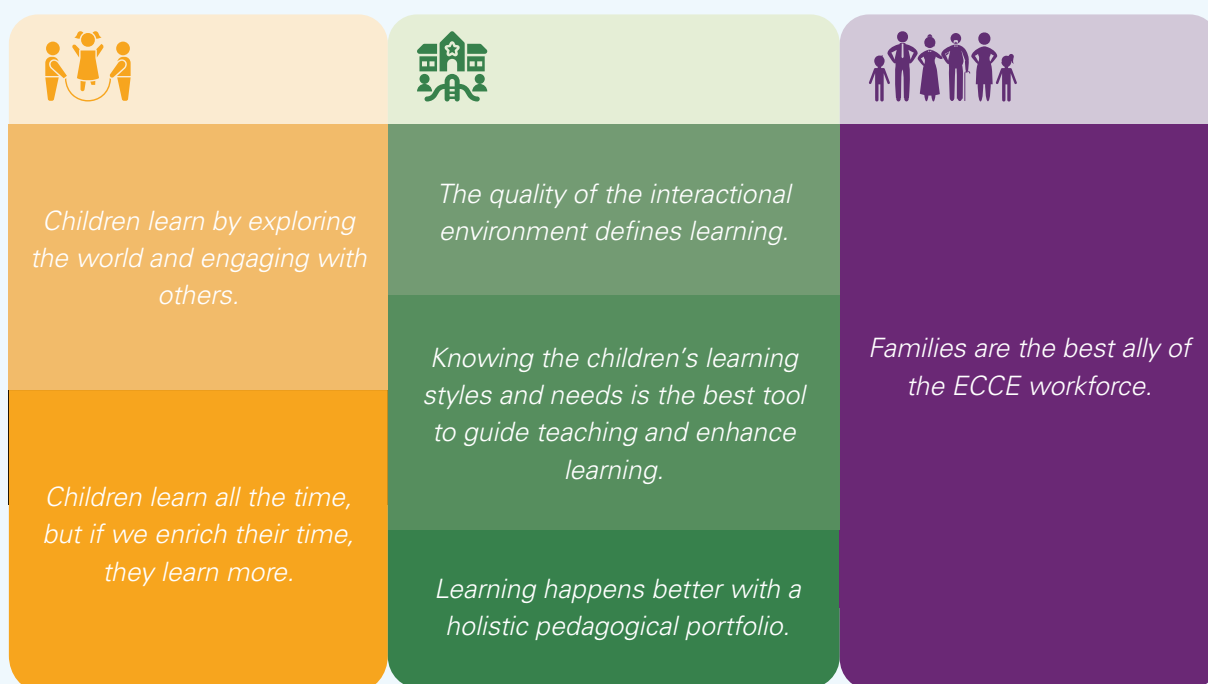 Children learn by exploring
the world and engaging with
others.
Children learn all the time,
but if we enrich their time,
they learn more.
The quality of the interactional
environment defines learning.
Knowing the children’s learning
styles and needs is the best tool
to guide teaching and enhance
learning.
Learning happens better with a
holistic pedagogical portfolio.
Families are the best ally of
the ECCE workforce.